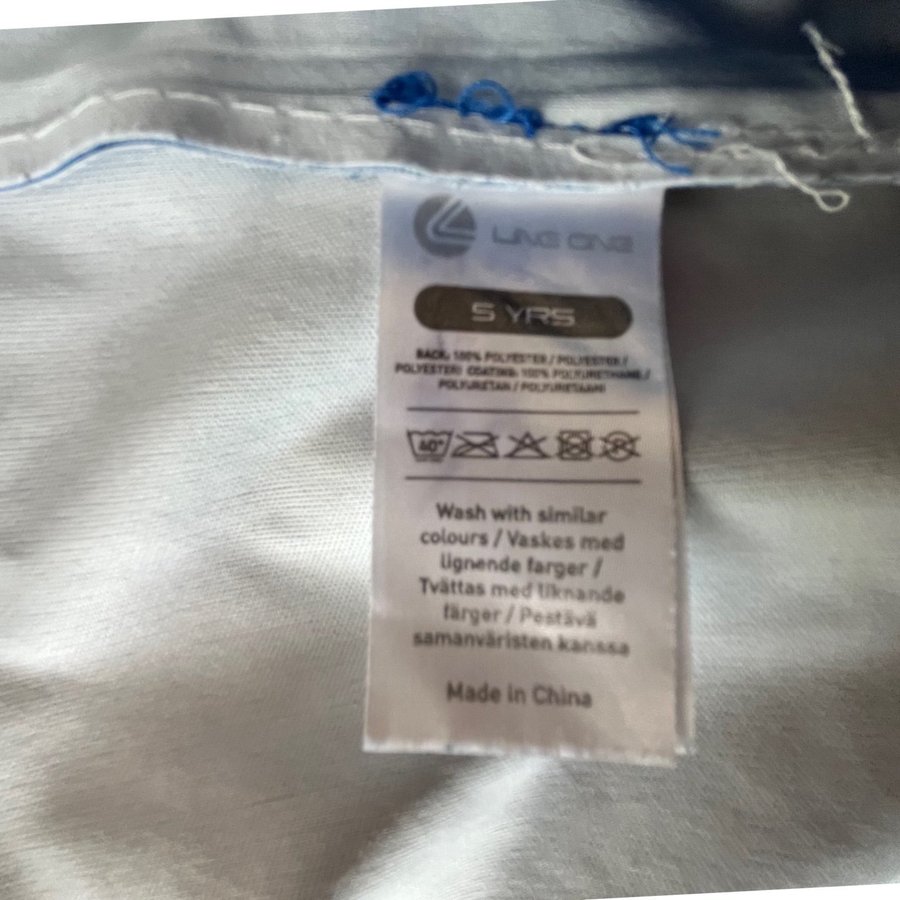 LINE ONE
5 YRS
BACK: 100% POLYESTER / POLYESTER /
POLYESTERI COATING: 100% POLYURETHANE /
POLYURETAN / POLYURETAANI
40°
Wash with similar
colours / Vaskes med
lignende farger /
Tvättas med liknande
färger / Pestävä
samanväristen kanssa
Made in China